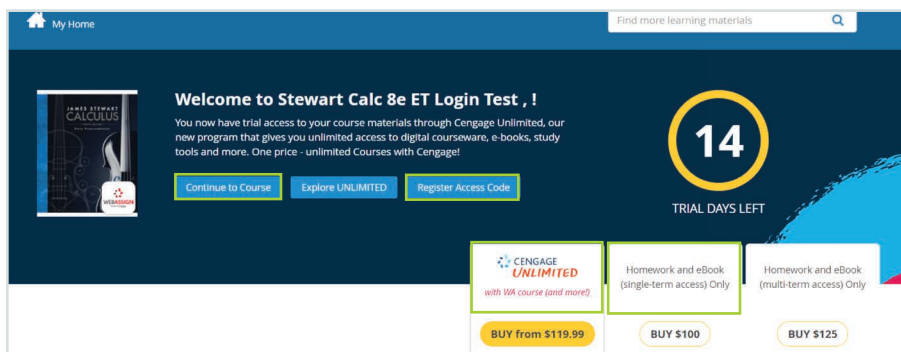 My Home
Find more learning materials
JAMES STEWART
CALCULUS
WEBASSIGN
Welcome to Stewart Calc 8e ET Login Test , !
You now have trial access to your course materials through Cengage Unlimited, our
new program that gives you unlimited access to digital courseware, e-books, study
tools and more. One price - unlimited Courses with Cengage!
Continue to Course
Explore UNLIMITED
Register Access Code
14
TRIAL DAYS LEFT
CENGAGE
UNLIMITED
with WA course (and more!)
BUY from $119.99
Homework and eBook
(single-term access) Only
BUY $100
Homework and eBook
(multi-term access) Only
BUY $125